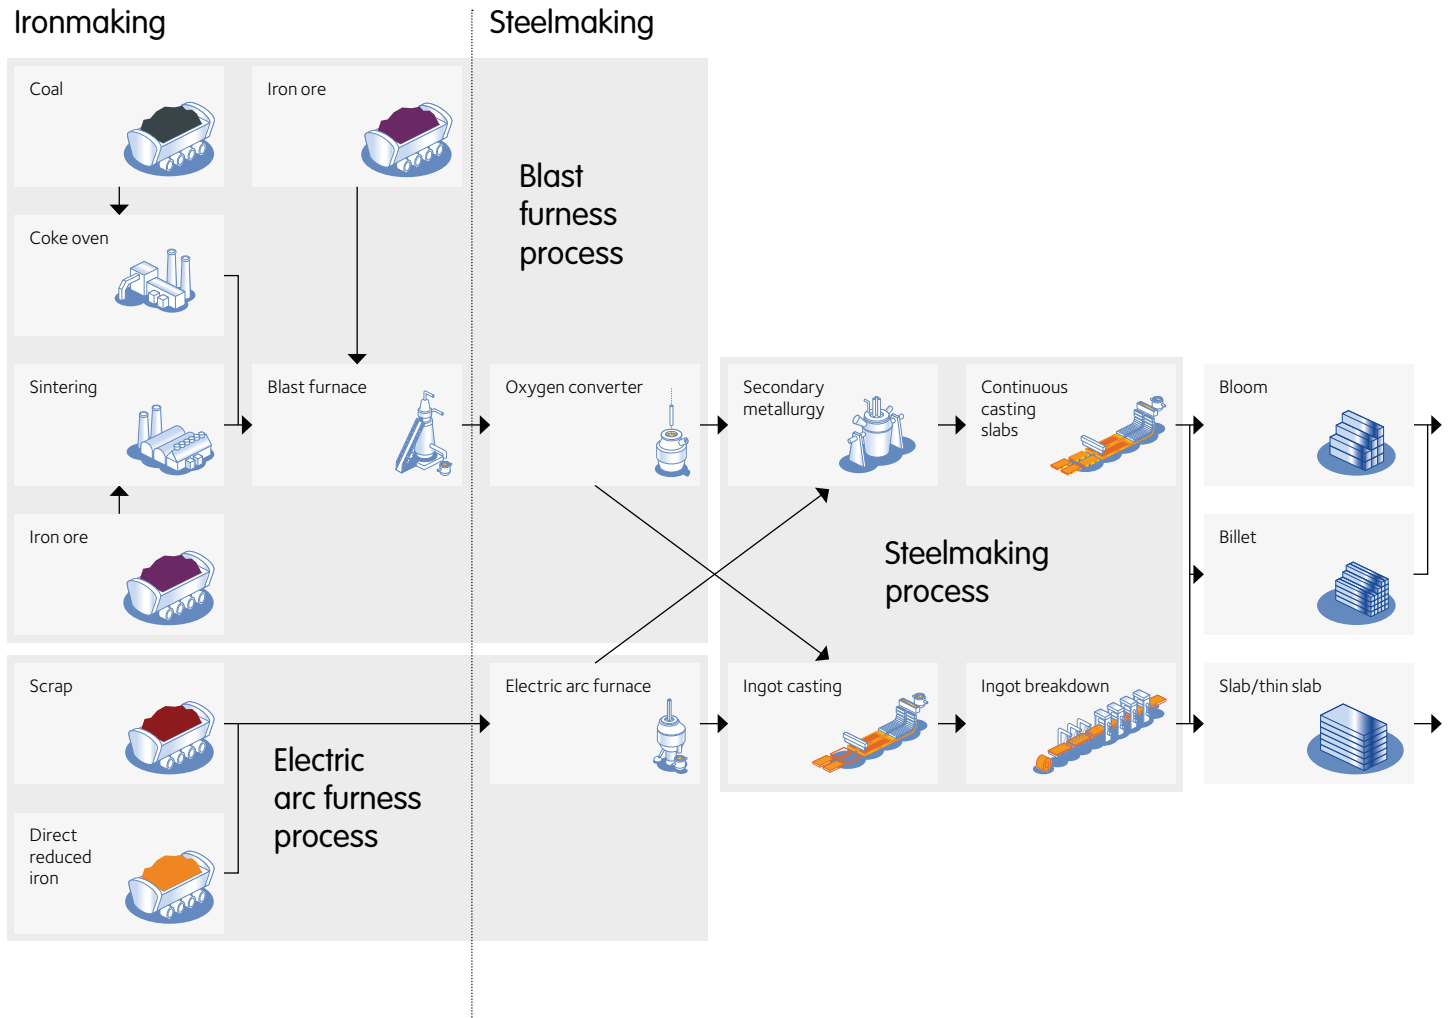 Ironmaking
Steelmaking
Coal
Iron ore
Blast
furness
process
Coke oven
Sintering
Blast furnace
Oxygen converter
Secondary
metallurgy
Continuous
casting
slabs
Bloom
Iron ore
Steelmaking
process
Billet
Scrap
Electric arc furnace
Ingot casting
Ingot breakdown
Slab/thin slab
Electric
arc furness
process
Direct
reduced
iron